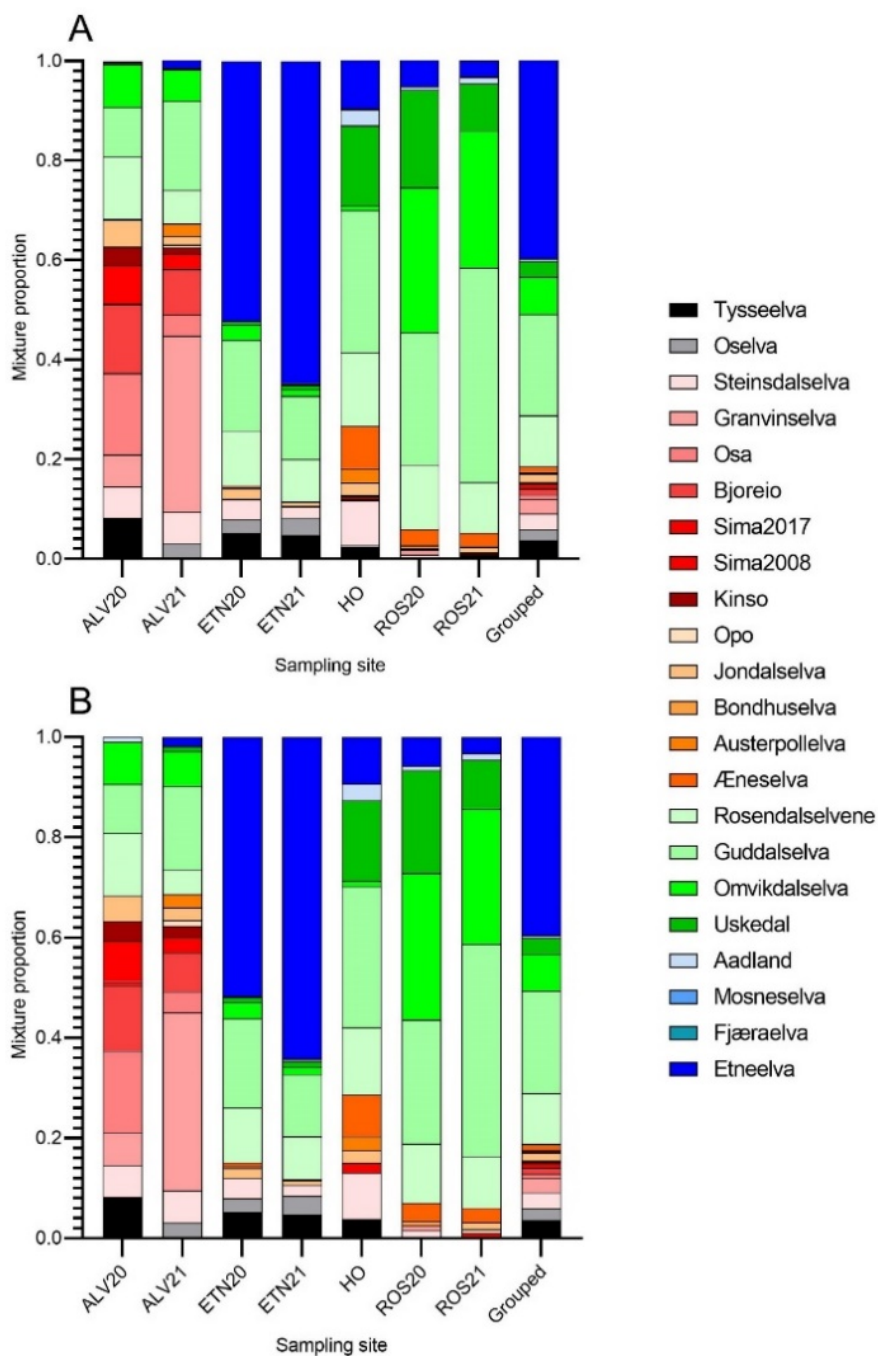 A
1.0
0.8
0.6
0.4
0.2
0.0
Mixture proportion
ALV20
ALV21
ETN20
ETN21
HO
ROS20
ROS21
Grouped
Sampling site
Tysseelva
Oselva
Steinsdalselva
Granvinselva
Osa
Bjoreio
Sima2017
Sima2008
Kinso
Opo
Jondalselva
Bondhuselva
Austerpollelva
Æneselva
Rosendalselvene
Guddalselva
Omvikdalselva
Uskedal
Aadland
Mosneselva
Fjæraelva
Etneelva
B
1.0
0.8
0.6
0.4
0.2
0.0
Mixture proportion
ALV20
ALV21
ETN20
ETN21
HO
ROS20
ROS21
Grouped
Sampling site